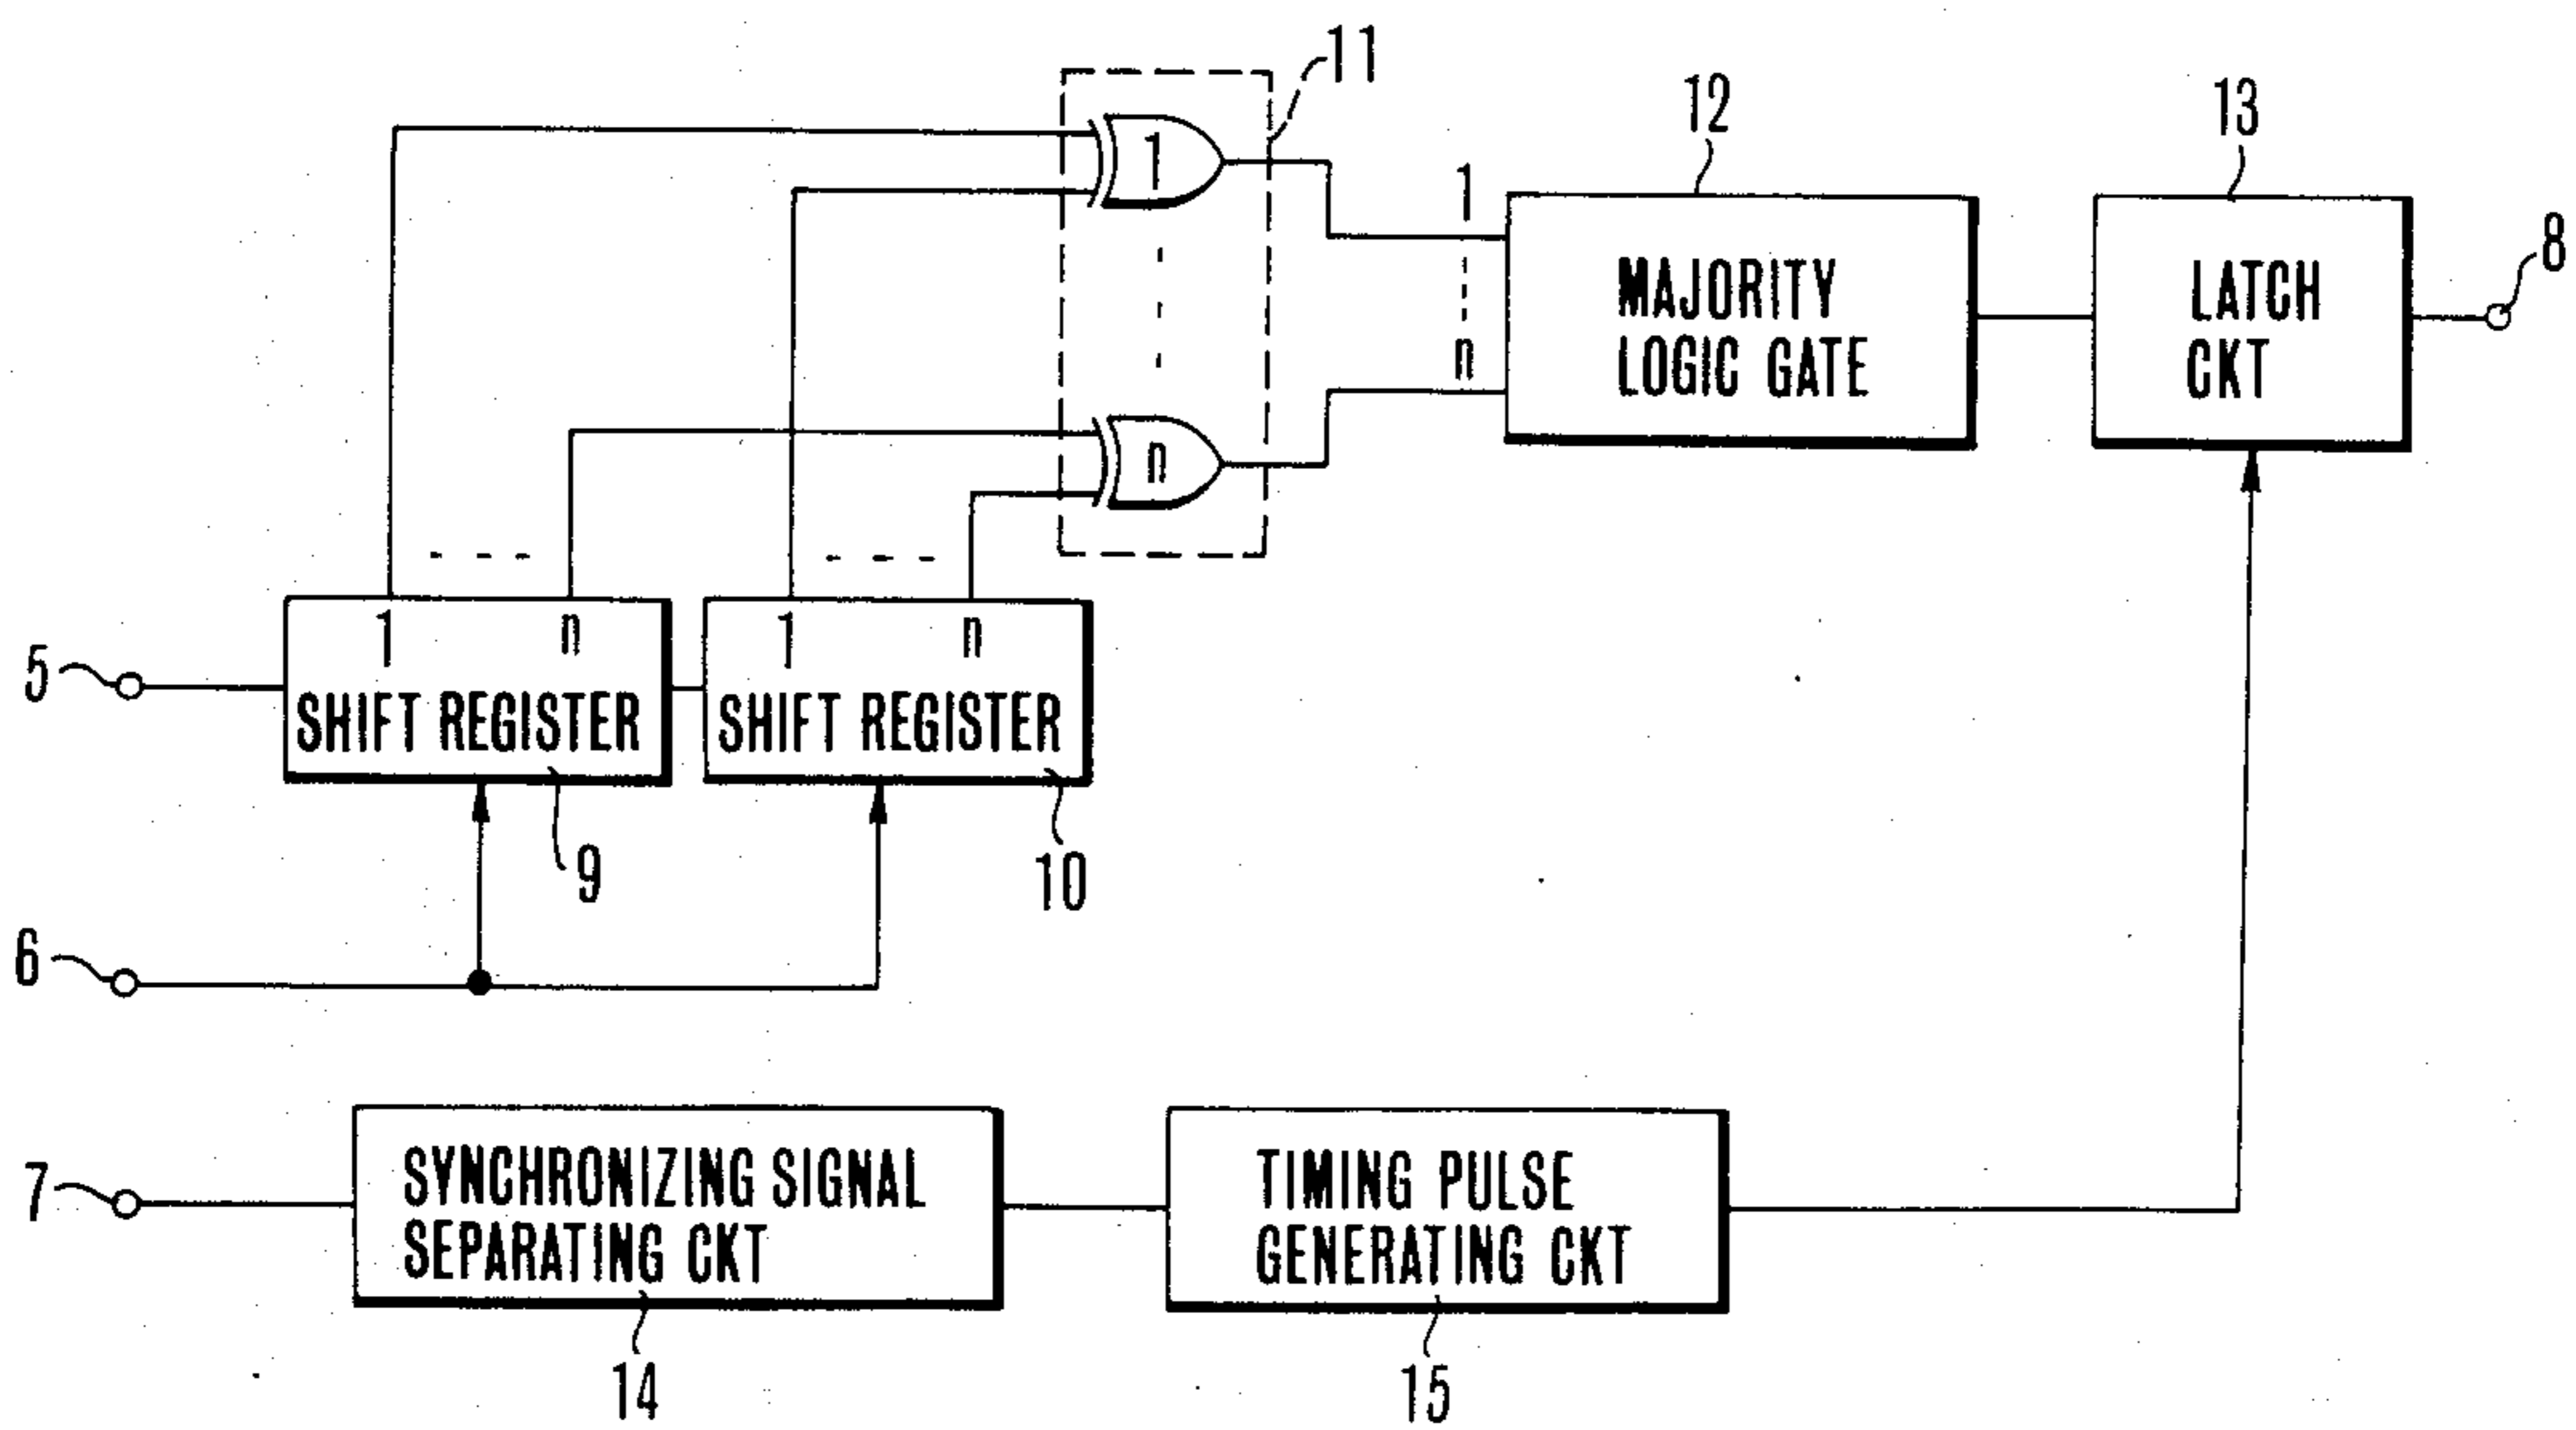 11
12
13
8
1
1
n
MAJORITY
LOGIC GATE
LATCH
CKT
n
1 n
SHIFT REGISTER
1 n
SHIFT REGISTER
5
9
10
6
7
SYNCHRONIZING SIGNAL
SEPARATING CKT
TIMING PULSE
GENERATING CKT
14
15